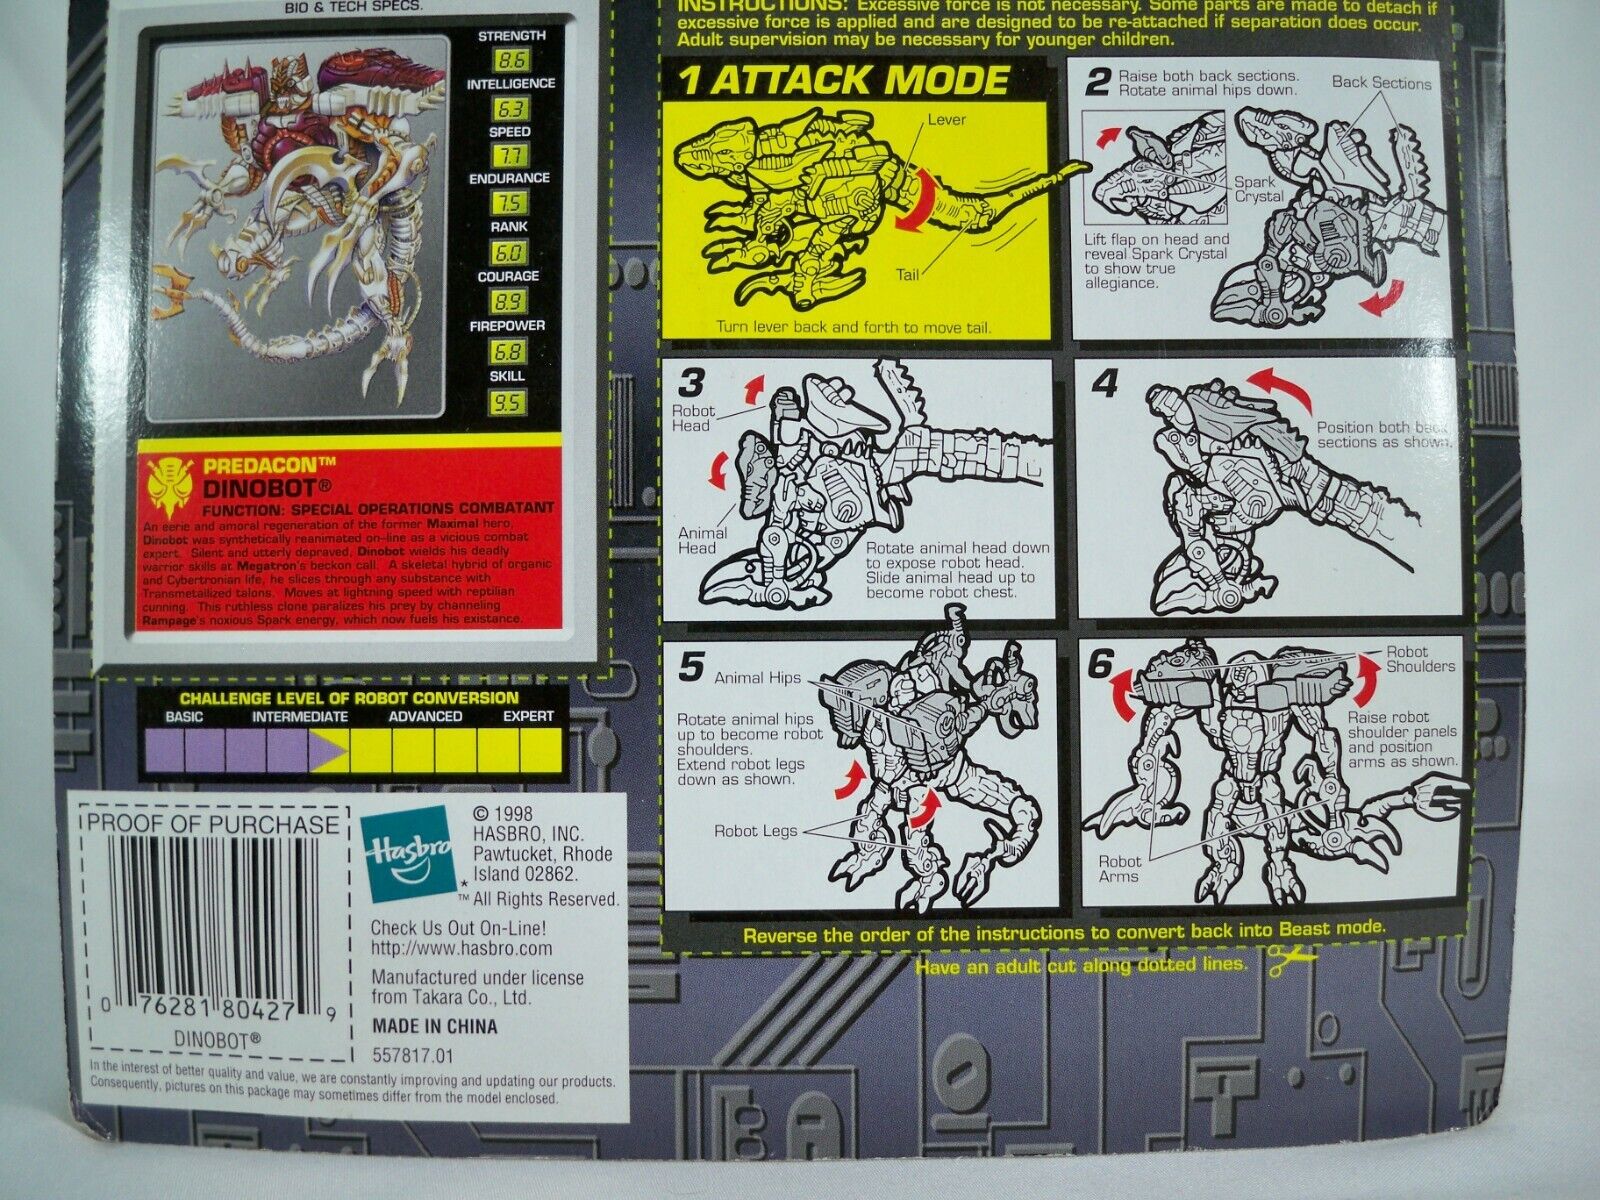 BIO & TECH SPECS.
STRENGTH
8.6
INTELLIGENCE
6.3
SPEED
7.7
ENDURANCE
7.5
RANK
6.0
COURAGE
8.9
FIREPOWER
6.8
SKILL
9.5
PREDACON™
DINOBOT®
FUNCTION: SPECIAL OPERATIONS COMBATANT
An eerie and amoral regeneration of the former Maximal hero,
Dinobot was synthetically reanimated on-line as a vicious combat
expert. Silent and utterly depraved, Dinobot wields his deadly
warrior skills at Megatron's beckon call. A skeletal hybrid of organic
and Cybertronian life, he slices through any substance with
Transmetalized talons. Moves at lightning speed with reptilian
cunning. This ruthless clone paralizes his prey by channeling
Rampage's noxious Spark energy, which now fuels his existance.
CHALLENGE LEVEL OF ROBOT CONVERSION
BASIC INTERMEDIATE ADVANCED EXPERT
PROOF OF PURCHASE
0 76281 80427 9
DINOBOT®
Hasbro
*
™
© 1998
HASBRO, INC.
Pawtucket, Rhode
Island 02862.
All Rights Reserved.
Check Us Out On-Line!
http://www.hasbro.com
Manufactured under license
from Takara Co., Ltd.
MADE IN CHINA
557817.01
In the interest of better quality and value, we are constantly improving and updating our products.
Consequently, pictures on this package may sometimes differ from the model enclosed.
INSTRUCTIONS: Excessive force is not necessary. Some parts are made to detach if
excessive force is applied and are designed to be re-attached if separation does occur.
Adult supervision may be necessary for younger children.
1 ATTACK MODE
Lever
Tail
Turn lever back and forth to move tail.
2 Raise both back sections.
Rotate animal hips down.
Back Sections
Spark
Crystal
Lift flap on head and
reveal Spark Crystal
to show true
allegiance.
3
Robot
Head
Animal
Head
Rotate animal head down
to expose robot head.
Slide animal head up to
become robot chest.
4
Position both back
sections as shown.
5 Animal Hips
Rotate animal hips
up to become robot
shoulders.
Extend robot legs
down as shown.
Robot Legs
6
Robot
Shoulders
Raise robot
shoulder panels
and position
arms as shown.
Robot
Arms
Reverse the order of the instructions to convert back into Beast mode.
Have an adult cut along dotted lines.